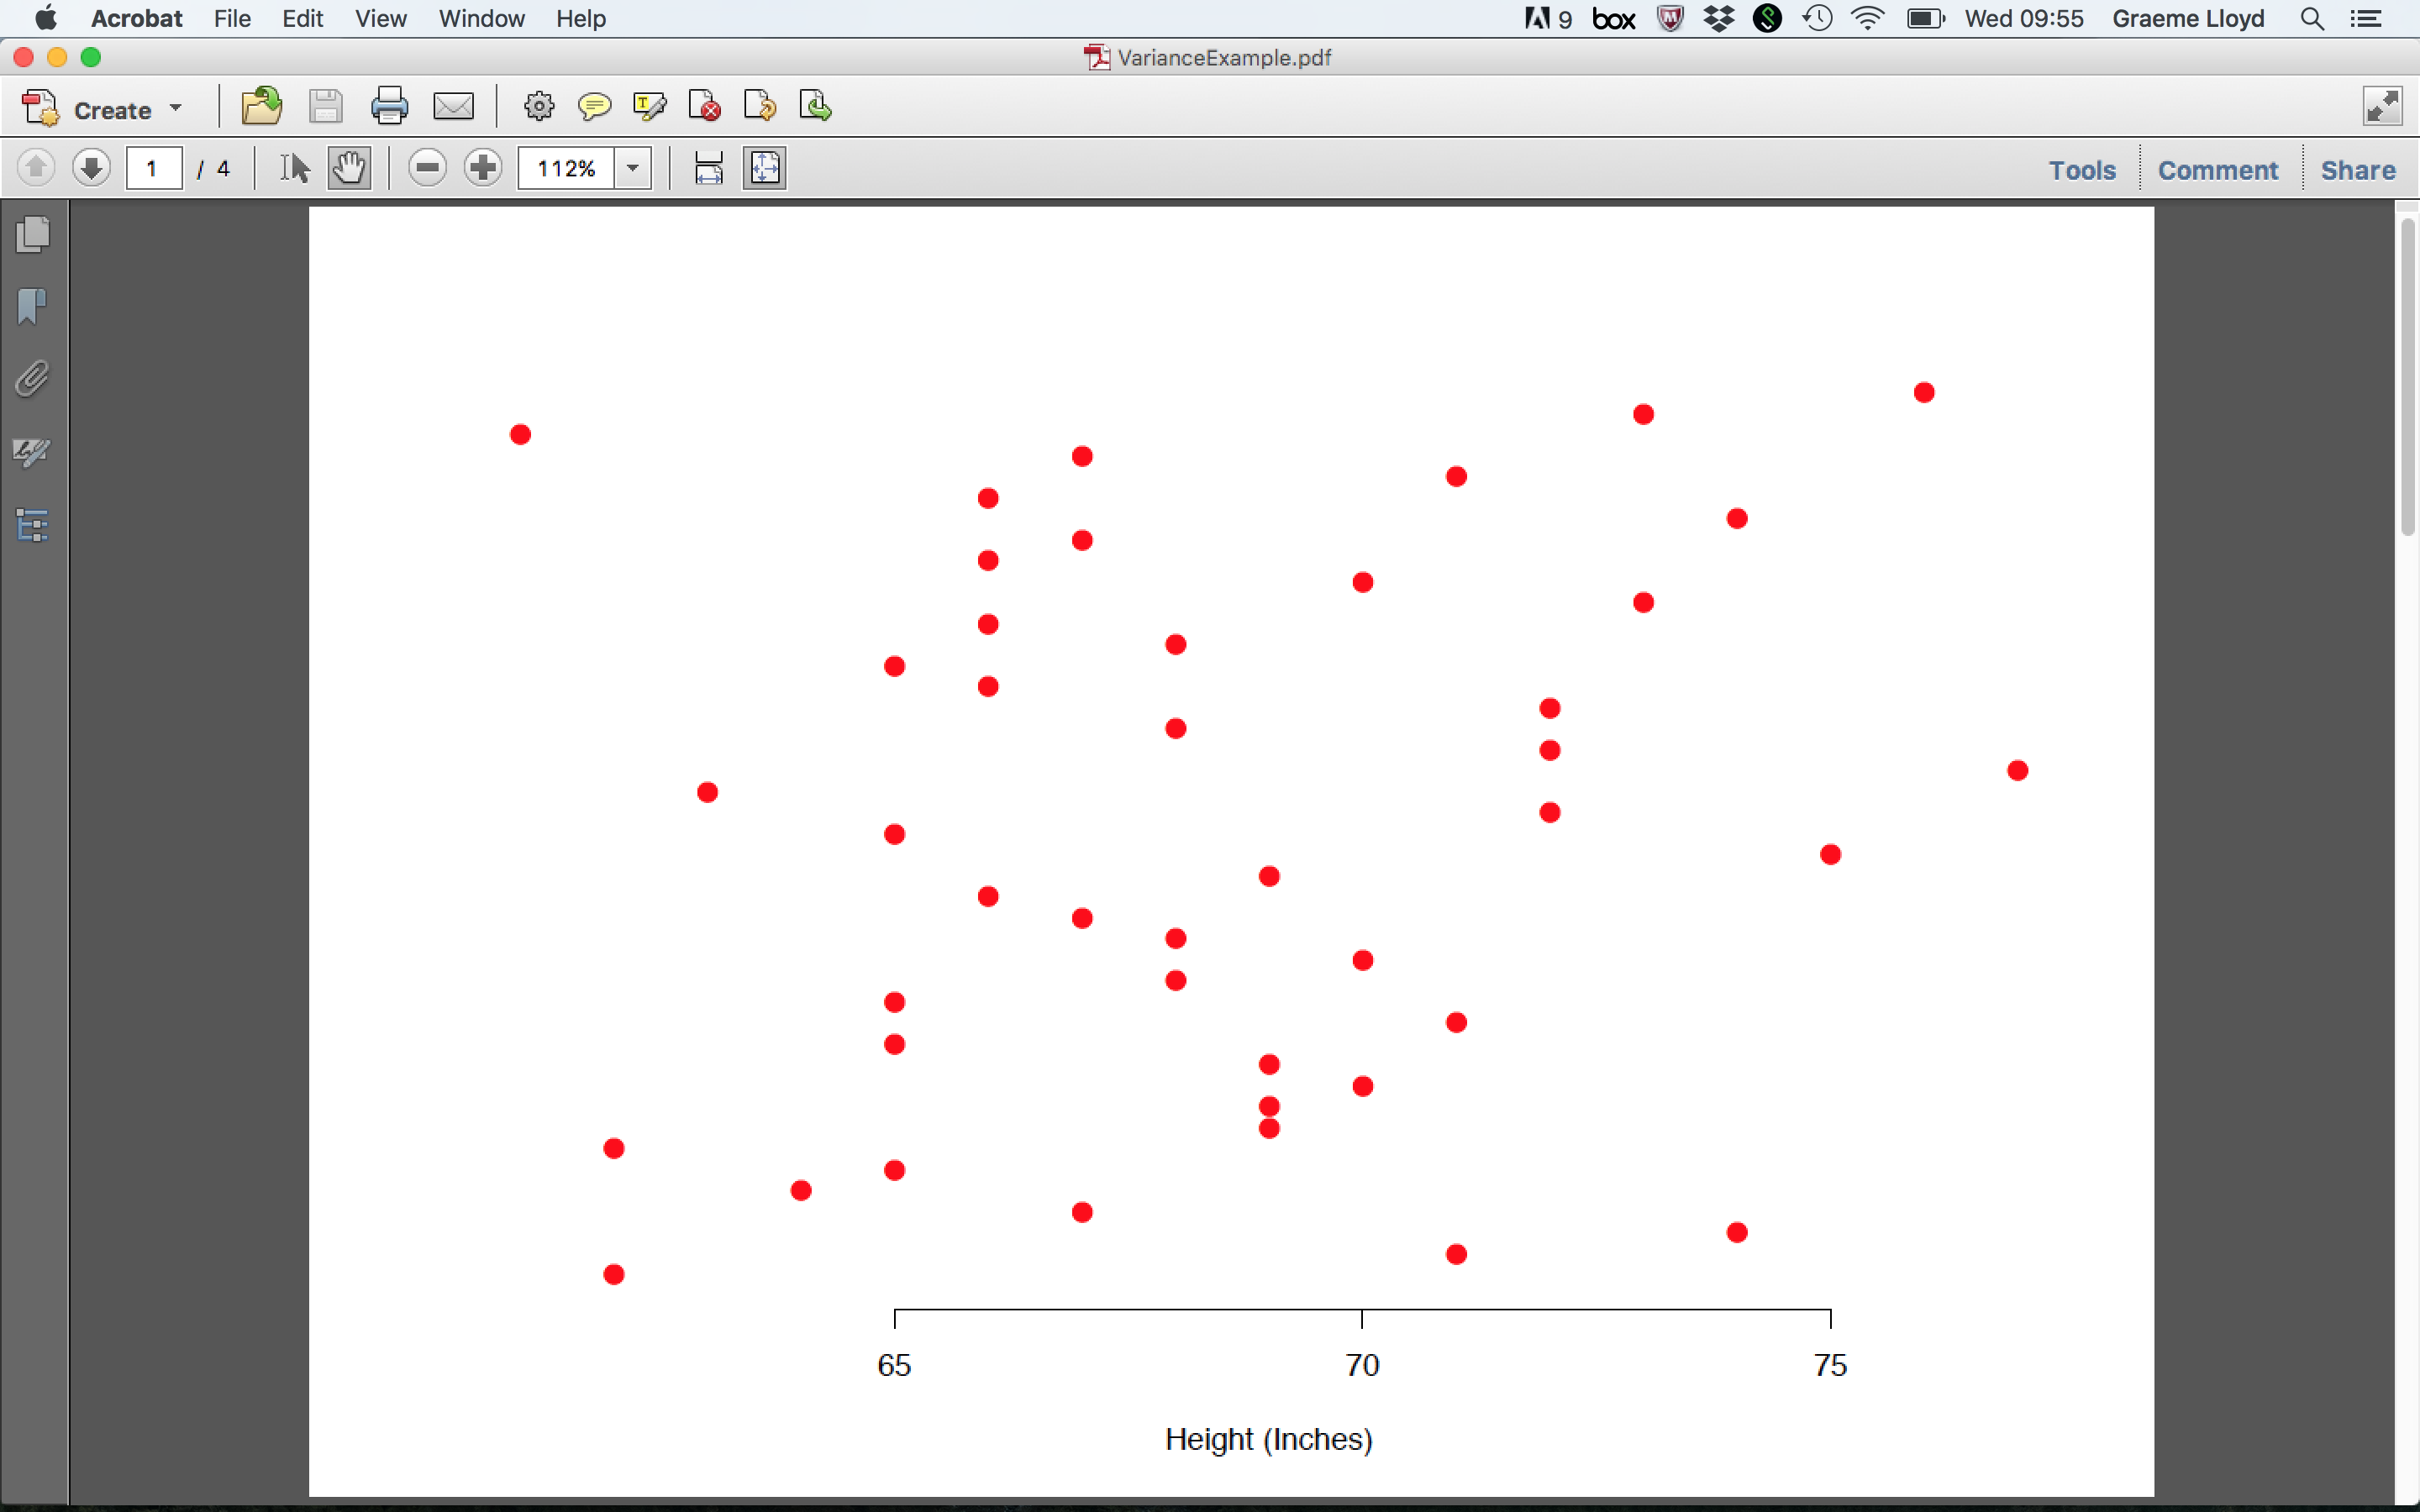 Acrobat File Edit View Window Help 9 box Wed 09:55 Graeme Lloyd
VarianceExample.pdf
Create
1 / 4 112% Tools Comment Share
65 70 75
Height (Inches)